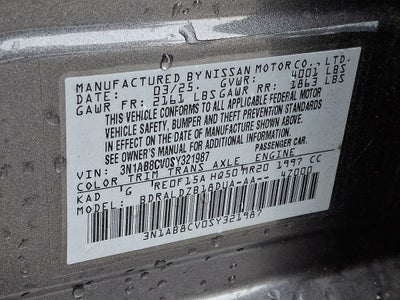 MANUFACTURED BY NISSAN MOTOR CO., LTD.
DATE: 03/25 GVWR: 4001 LBS
GAWR FR: 2161 LBS GAWR RR: 1863 LBS
THIS VEHICLE CONFORMS TO ALL APPLICABLE FEDERAL MOTOR
VEHICLE SAFETY, BUMPER AND THEFT PREVENTION STANDARDS
IN EFFECT ON THE DATE OF MANUFACTURE SHOWN ABOVE.
SEE OWNER'S MANUAL FOR ADDITIONAL INFORMATION
VIN: 3N1AB8CV0SY321987 PASSENGER CAR.
COLOR TRIM TRANS AXLE ENGINE
KAD G RE0F15A HQ50 MR20 1997 CC
MODEL: BDRALDZB1ADUA-AA-- 4Z000
3N1AB8CV0SY321987